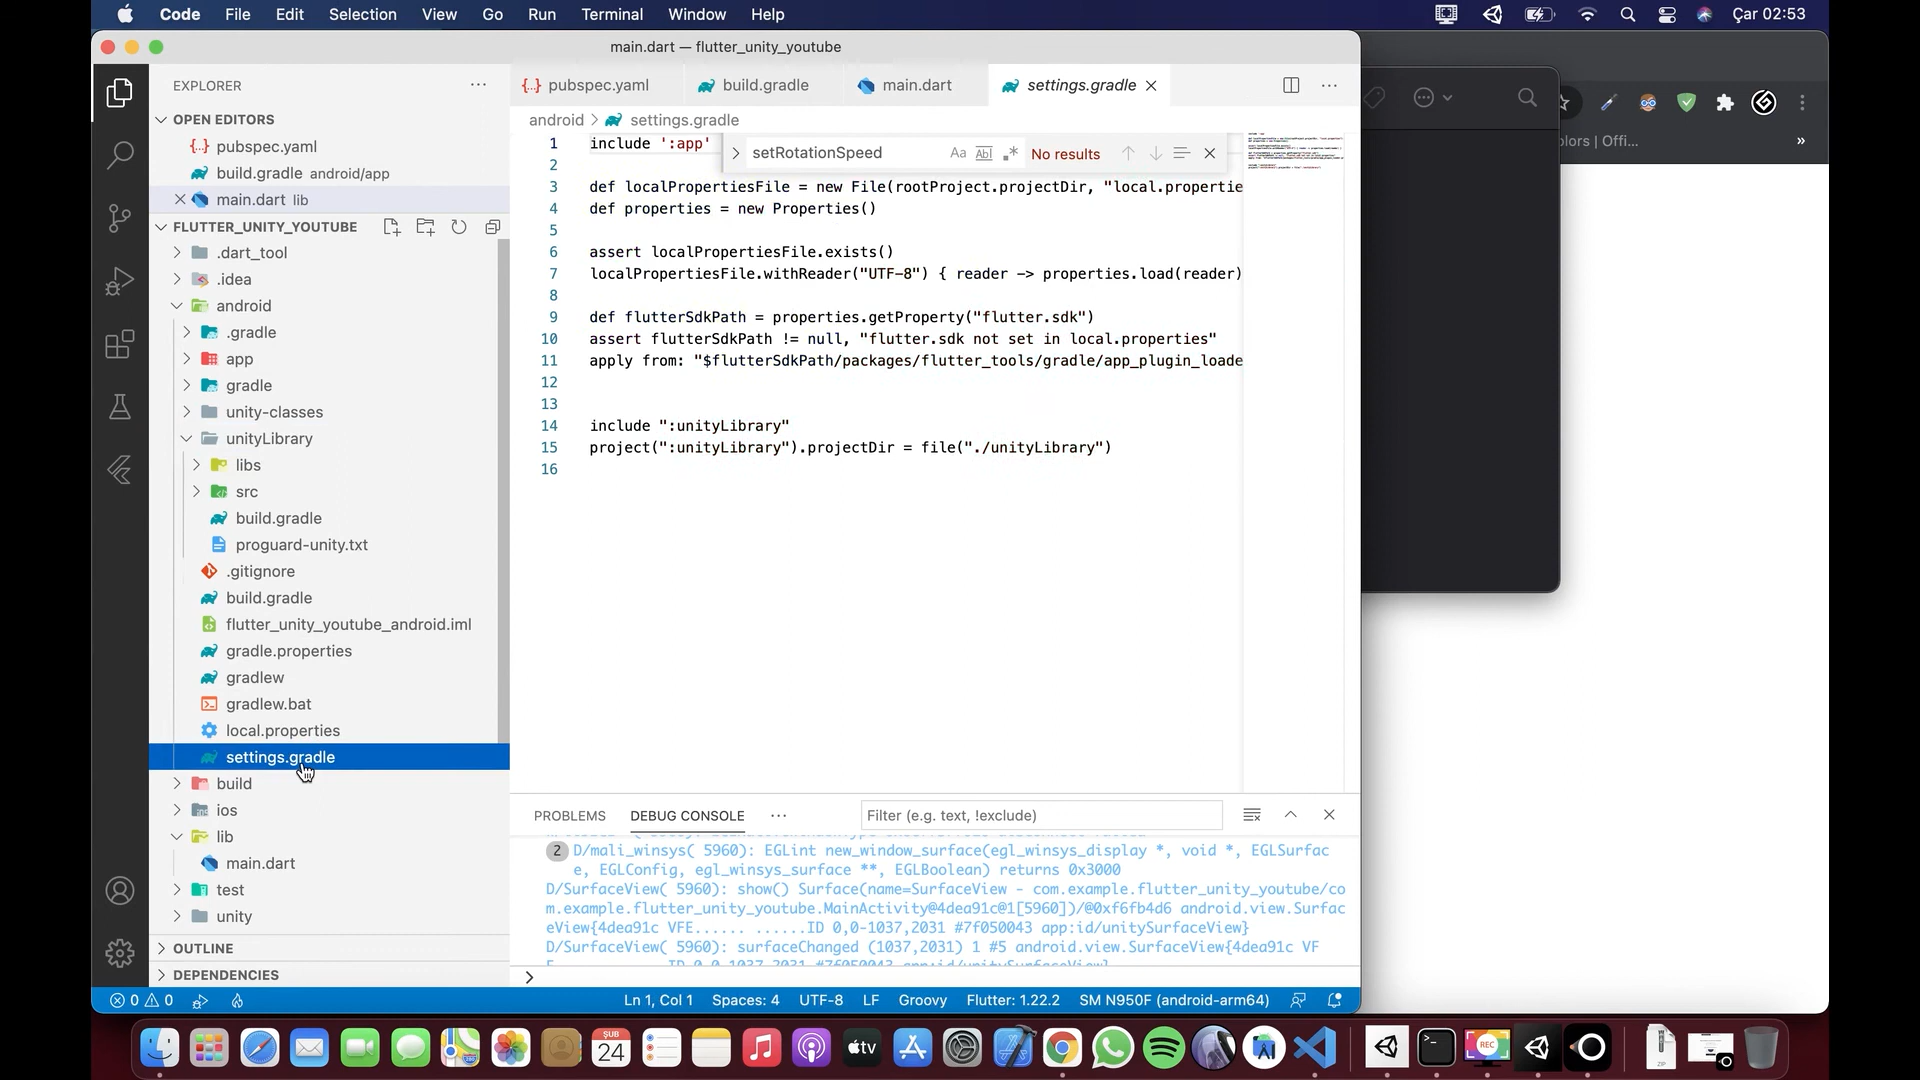 Code File Edit Selection View Go Run Terminal Window Help Çar 02:53
main.dart — flutter_unity_youtube
EXPLORER
pubspec.yaml build.gradle main.dart settings.gradle
android > settings.gradle
OPEN EDITORS
pubspec.yaml
build.gradle android/app
main.dart lib
FLUTTER_UNITY_YOUTUBE
.dart_tool
.idea
android
.gradle
app
gradle
unity-classes
unityLibrary
libs
src
build.gradle
proguard-unity.txt
.gitignore
build.gradle
flutter_unity_youtube_android.iml
gradle.properties
gradlew
gradlew.bat
local.properties
settings.gradle
build
ios
lib
main.dart
test
unity
OUTLINE
DEPENDENCIES
setRotationSpeed Aa Abl .* No results
1 include ':app'
2
3 def localPropertiesFile = new File(rootProject.projectDir, "local.propertie
4 def properties = new Properties()
5
6 assert localPropertiesFile.exists()
7 localPropertiesFile.withReader("UTF-8") { reader -> properties.load(reader)
8
9 def flutterSdkPath = properties.getProperty("flutter.sdk")
10 assert flutterSdkPath != null, "flutter.sdk not set in local.properties"
11 apply from: "$flutterSdkPath/packages/flutter_tools/gradle/app_plugin_loade
12
13
14 include ":unityLibrary"
15 project(":unityLibrary").projectDir = file("./unityLibrary")
16
PROBLEMS DEBUG CONSOLE ··· Filter (e.g. text, !exclude)
2 D/mali_winsys( 5960): EGLint new_window_surface(egl_winsys_display *, void *, EGLSurfac
e, EGLConfig, egl_winsys_surface **, EGLBoolean) returns 0x3000
D/SurfaceView( 5960): show() Surface(name=SurfaceView - com.example.flutter_unity_youtube/co
m.example.flutter_unity_youtube.MainActivity@4dea91c@1[5960])/@0xf6fb4d6 android.view.Surfac
eView{4dea91c VFE...... ......ID 0,0-1037,2031 #7f050043 app:id/unitySurfaceView}
D/SurfaceView( 5960): surfaceChanged (1037,2031) 1 #5 android.view.SurfaceView{4dea91c VF
0 0 Ln 1, Col 1 Spaces: 4 UTF-8 LF Groovy Flutter: 1.22.2 SM N950F (android-arm64)
olors | Offi... »
ŞUB
24
tv
REC
ZIP